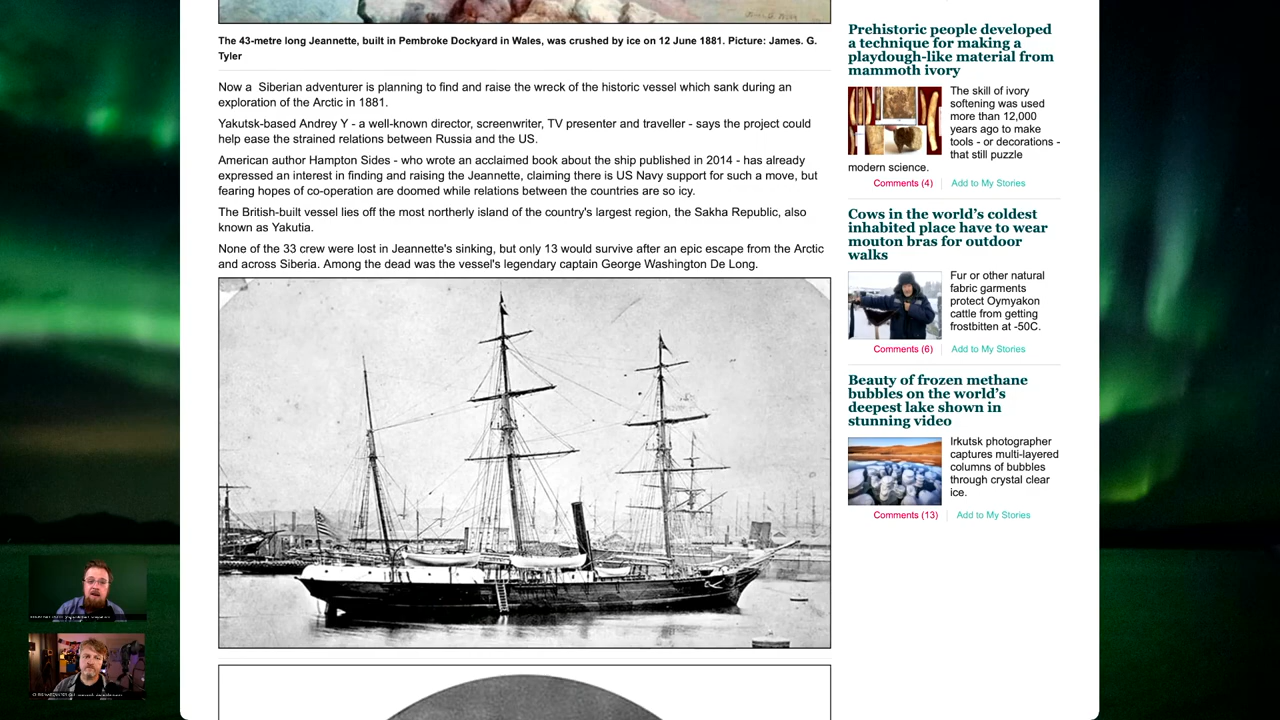 The 43-metre long Jeannette, built in Pembroke Dockyard in Wales, was crushed by ice on 12 June 1881. Picture: James. G.
Tyler
Now a  Siberian adventurer is planning to find and raise the wreck of the historic vessel which sank during an
exploration of the Arctic in 1881.
Yakutsk-based Andrey Y - a well-known director, screenwriter, TV presenter and traveller - says the project could
help ease the strained relations between Russia and the US.
American author Hampton Sides - who wrote an acclaimed book about the ship published in 2014 - has already
expressed an interest in finding and raising the Jeannette, claiming there is US Navy support for such a move, but
fearing hopes of co-operation are doomed while relations between the countries are so icy.
The British-built vessel lies off the most northerly island of the country's largest region, the Sakha Republic, also
known as Yakutia.
None of the 33 crew were lost in Jeannette's sinking, but only 13 would survive after an epic escape from the Arctic
and across Siberia. Among the dead was the vessel's legendary captain George Washington De Long.
Prehistoric people developed
a technique for making a
playdough-like material from
mammoth ivory
The skill of ivory
softening was used
more than 12,000
years ago to make
tools - or decorations -
that still puzzle
modern science.
Comments (4) Add to My Stories
Cows in the world's coldest
inhabited place have to wear
mouton bras for outdoor
walks
Fur or other natural
fabric garments
protect Oymyakon
cattle from getting
frostbitten at -50C.
Comments (6) Add to My Stories
Beauty of frozen methane
bubbles on the world's
deepest lake shown in
stunning video
Irkutsk photographer
captures multi-layered
columns of bubbles
through crystal clear
ice.
Comments (13) Add to My Stories